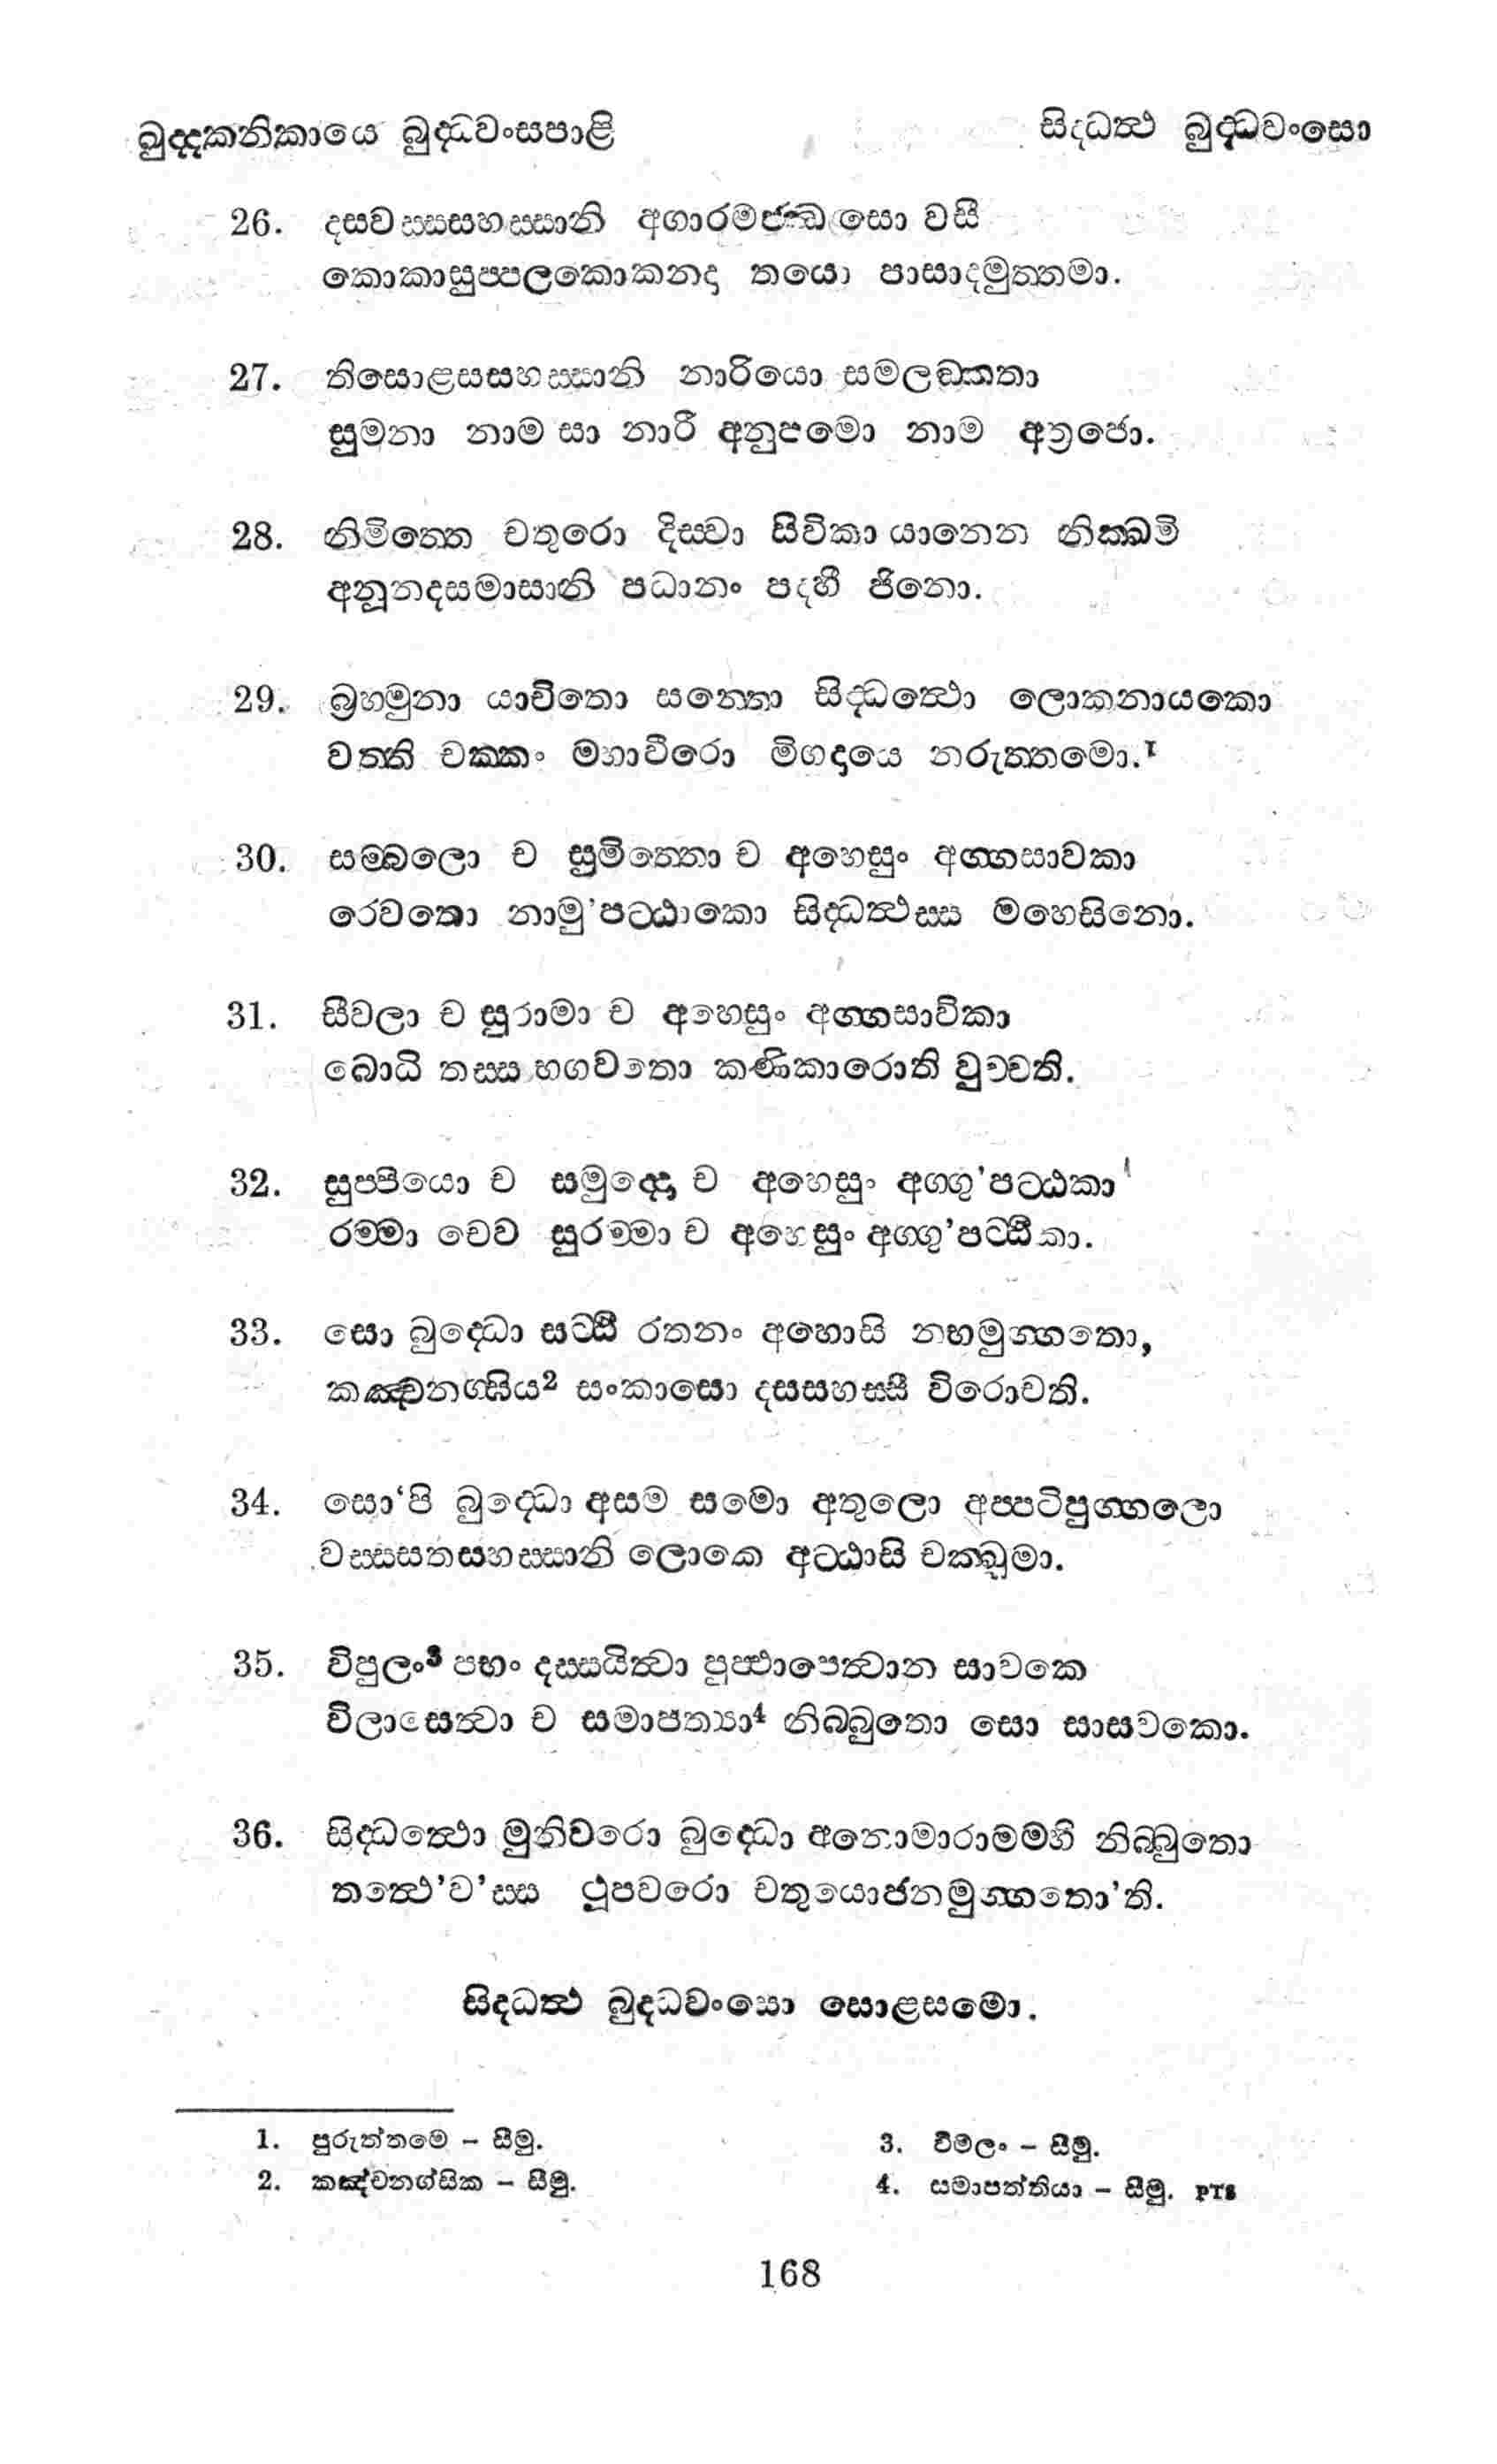 ඛුද්දකනිකායෙ බුද්ධවංසපාළි
සිද්ධත්ථ බුද්ධවංසො
26. දසවස්සසහස්සානි අගාරමජ්ඣසො වසී
කොකාසුප්පලකොකනදා තයො පාසාදමුත්තමා.
27. තිසොළසසහස්සානි නාරියො සමලඞ්කතා
සුමනා නාම සා නාරී අනුපමො නාම අත්‍රජො.
28. නිමිත්තෙ චතුරො දිස්වා සිවිකා යානෙන නික්ඛමි
අනූනදසමාසානි පධානං පදහී ජිනො.
29. බ්‍රහ්මුනා යාචිතො සන්තො සිද්ධත්ථො ලොකනායකො
වත්ති චක්කං මහාවීරො මිගදායෙ නරුත්තමො.1
30. සම්බලො ච සුමිත්තො ච අහෙසුං අග්ගසාවකා
රෙවතො නාමු'පට්ඨාකො සිද්ධත්ථස්ස මහෙසිනො.
31. සීවලා ච සුරාමා ච අහෙසුං අග්ගසාවිකා
බොධි තස්ස භගවතො කණිකාරොති වුච්චති.
32. සුප්පියො ච සමුද්දො ච අහෙසුං අග්ගු'පට්ඨකා
රම්මා චෙව සුරම්මා ච අහෙසුං අග්ගු'පට්ඨිකා.
33. සො බුද්ධො සට්ඨි රතනං අහොසි නභමුග්ගතො,
කඤ්චනග්ඝිය2 සංකාසො දසසහස්සී විරොචති.
34. සො'පි බුද්ධො අසම සමො අතුලො අප්පටිපුග්ගලො
වස්සසතසහස්සානි ලොකෙ අට්ඨාසි චක්ඛුමා.
35. විපුලං3 පභං දස්සයිත්වා පුප්ඵාපෙත්වාන සාවකෙ
විලාසෙත්වා ච සමාපත්‍යා4 නිබ්බුතො සො සාසවකො.
36. සිද්ධත්ථො මුනිවරො බුද්ධො අනොමාරාමම්හි නිබ්බුතො
තත්ථෙ'ව'ස්ස ථූපවරො චතුයොජනමුග්ගතො'ති.
සිද්ධත්ථ බුද්ධවංසො සොළසමො.
1. පුරුත්තමෙ - සීමු.
3. විමලං - සීමු.
2. කඤ්චනග්සික - සීමු.
4. සමාපත්තියා - සීමු. PTS
168